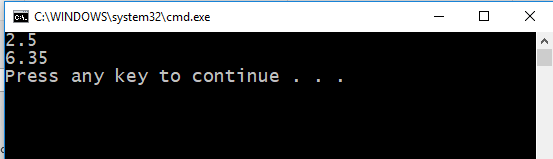 C:\WINDOWS\system32\cmd.exe
2.5
6.35
Press any key to continue . . .